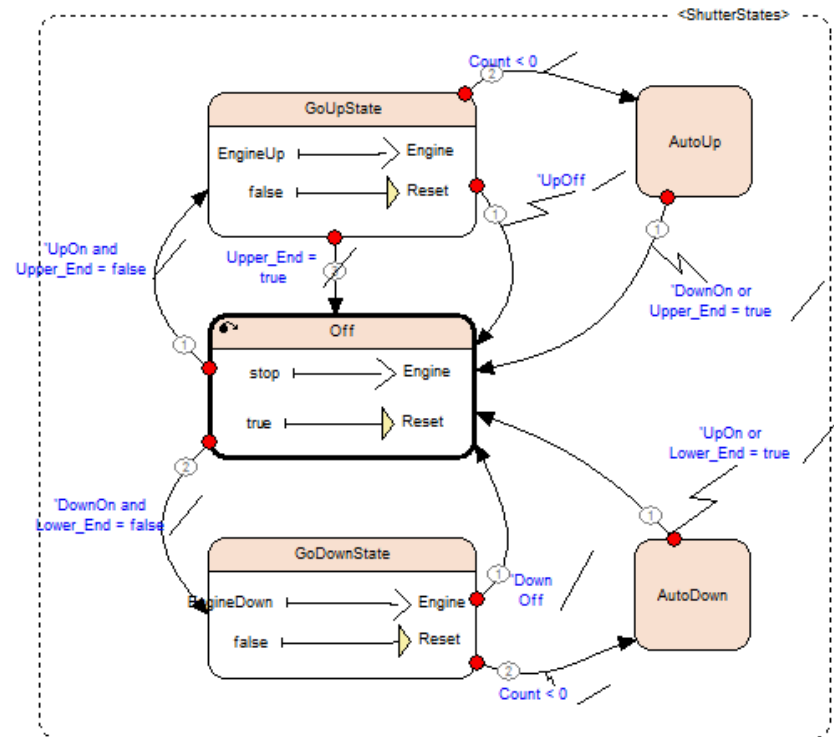 <ShutterStates>
Count < 0
2
GoUpState
AutoUp
EngineUp
Engine
false
Reset
'UpOff
1
1
'UpOn and
Upper_End = false
Upper_End =
true
'DownOn or
Upper_End = true
Off
1
stop
Engine
true
Reset
'UpOn or
Lower_End = true
2
'DownOn and
Lower_End = false
1
GoDownState
1
'Down
Off
EngineDown
Engine
AutoDown
false
Reset
2
Count < 0